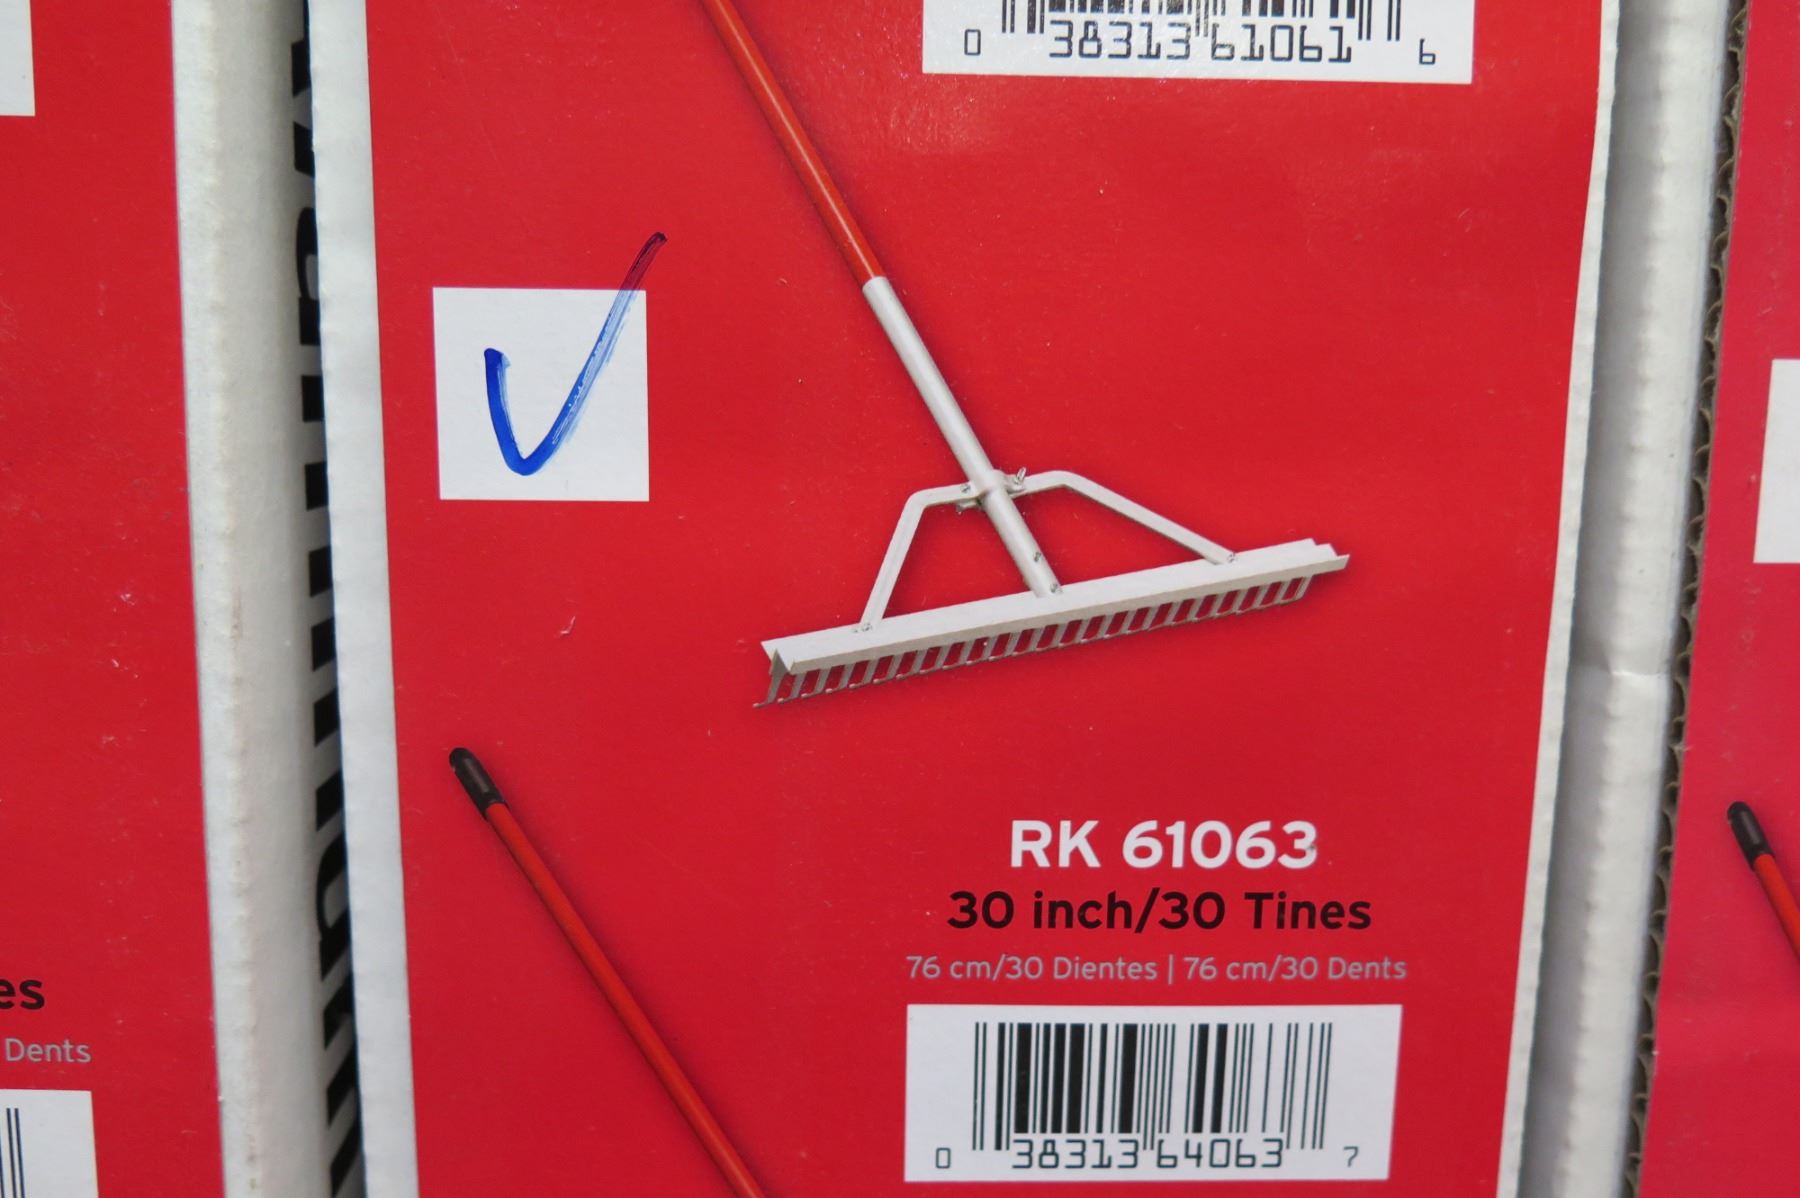 0 38313 61061 6
RK 61063
30 inch/30 Tines
76 cm/30 Dientes | 76 cm/30 Dents
0 38313 64063 7
es
Dents